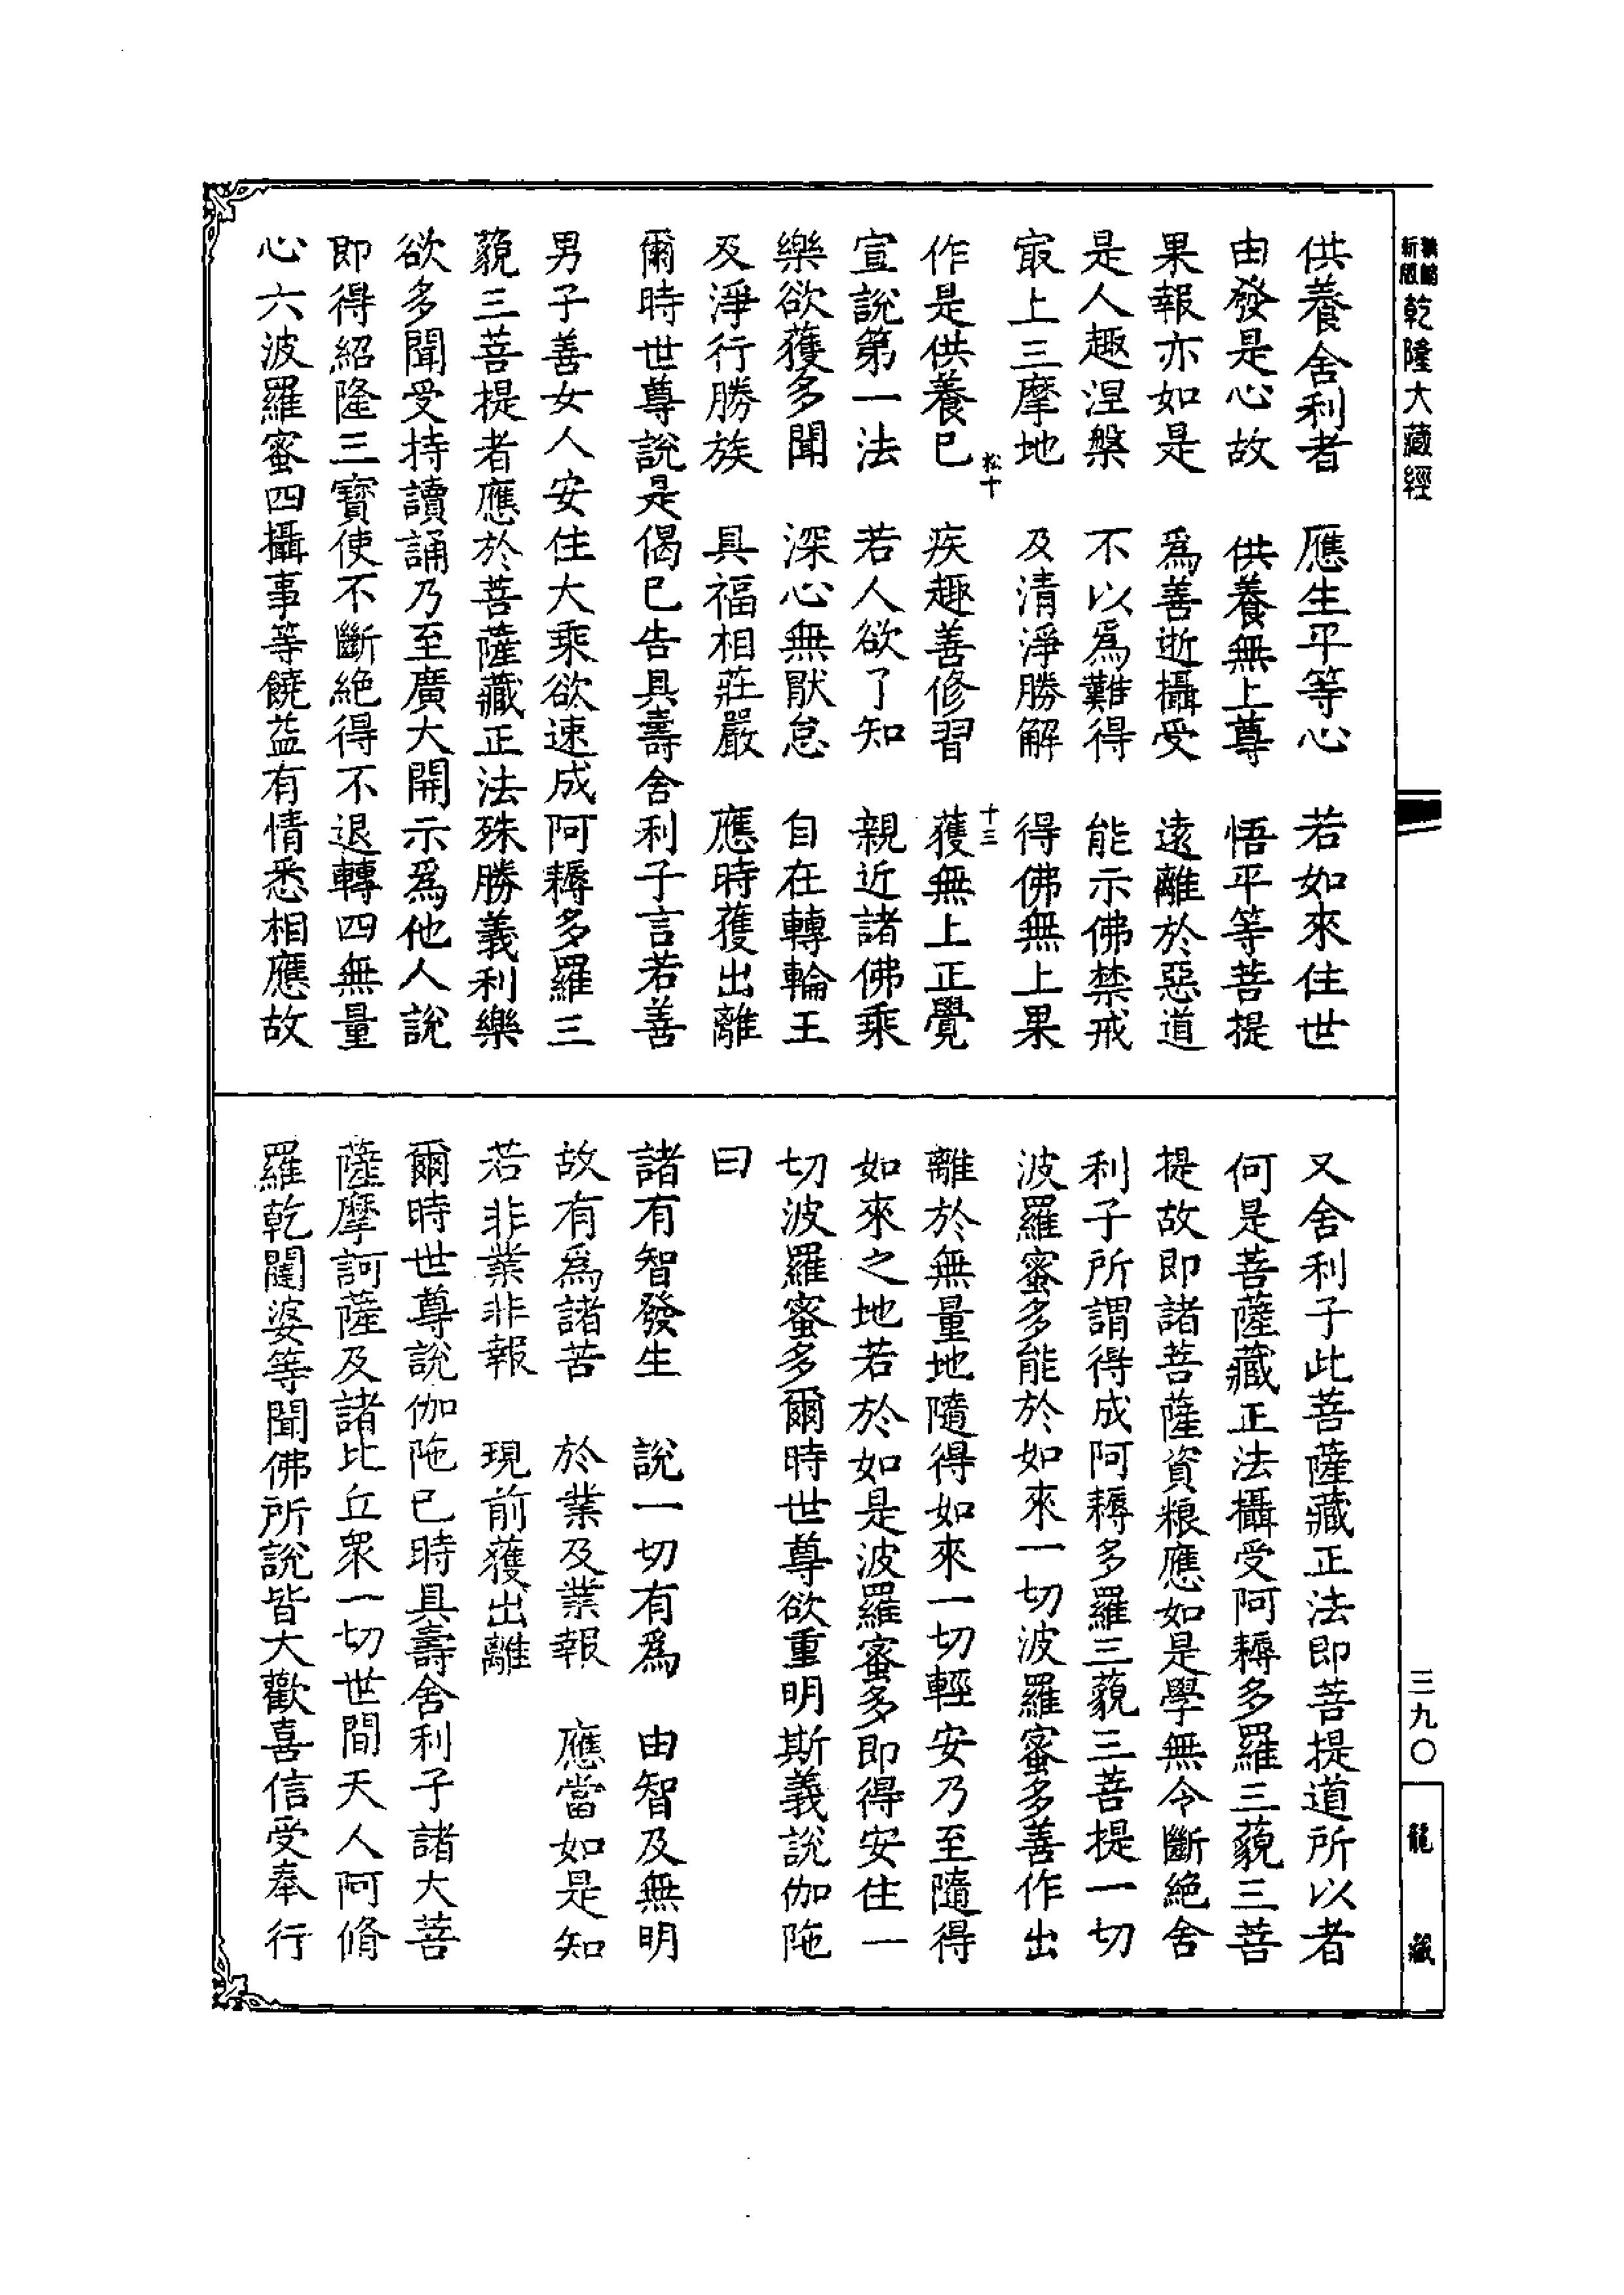 乾隆大藏經
供養舍利者　應生平等心　若如來住世
由發是心故　供養無上尊　悟平等菩提
果報亦如是　爲善逝攝受　遠離於惡道
是人趣涅槃　不以爲難得　能示佛禁戒
㝡上三摩地　及清淨勝解　得佛無上果
松十　十三
作是供養已　疾趣善修習　獲無上正覺
宣說第一法　若人欲了知　親近諸佛乘
樂欲獲多聞　深心無猒怠　自在轉輪王
及淨行勝族　具福相莊嚴　應時獲出離
爾時世尊說是偈已告具壽舍利子言若善
男子善女人安住大乘欲速成阿耨多羅三
藐三菩提者應於菩薩藏正法殊勝義利樂
欲多聞受持讀誦乃至廣大開示爲他人說
即得紹隆三寳使不斷絕得不退轉四無量
心六波羅蜜四攝事等饒益有情悉相應故
又舍利子此菩薩藏正法即菩提道所以者
何是菩薩藏正法攝受阿耨多羅三藐三菩
提故即諸菩薩資粮應如是學無令斷絕舍
利子所謂得成阿耨多羅三藐三菩提一切
波羅蜜多能於如來一切波羅蜜多善作出
離於無量地隨得如來一切輕安乃至隨得
如來之地若於如是波羅蜜多即得安住一
切波羅蜜多爾時世尊欲重明斯義說伽陁
曰
諸有智發生　說一切有爲　由智及無明
故有爲諸苦　於業及業報　應當如是知
若非業非報　現前獲出離
爾時世尊說伽陁已時具壽舍利子諸大菩
薩摩訶薩及諸比丘衆一切世間天人阿脩
羅乾闥婆等聞佛所說皆大歡喜信受奉行
三九〇
龍藏